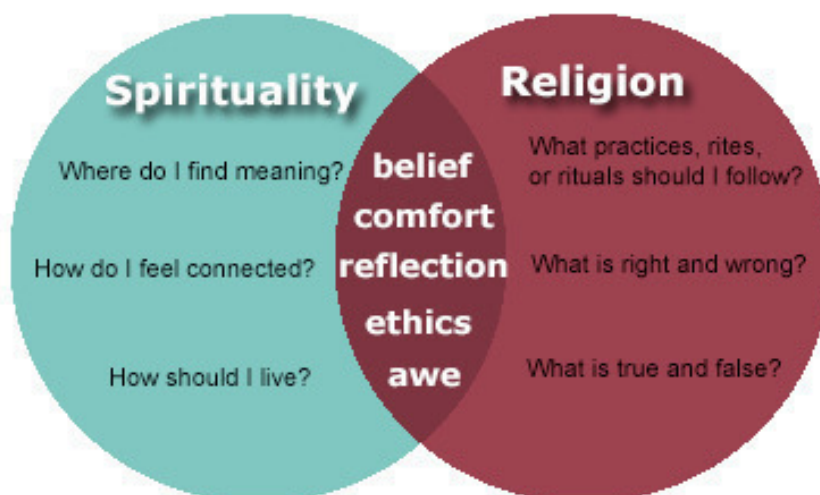 Spirituality
Where do I find meaning?
How do I feel connected?
How should I live?
belief
comfort
reflection
ethics
awe
Religion
What practices, rites,
or rituals should I follow?
What is right and wrong?
What is true and false?